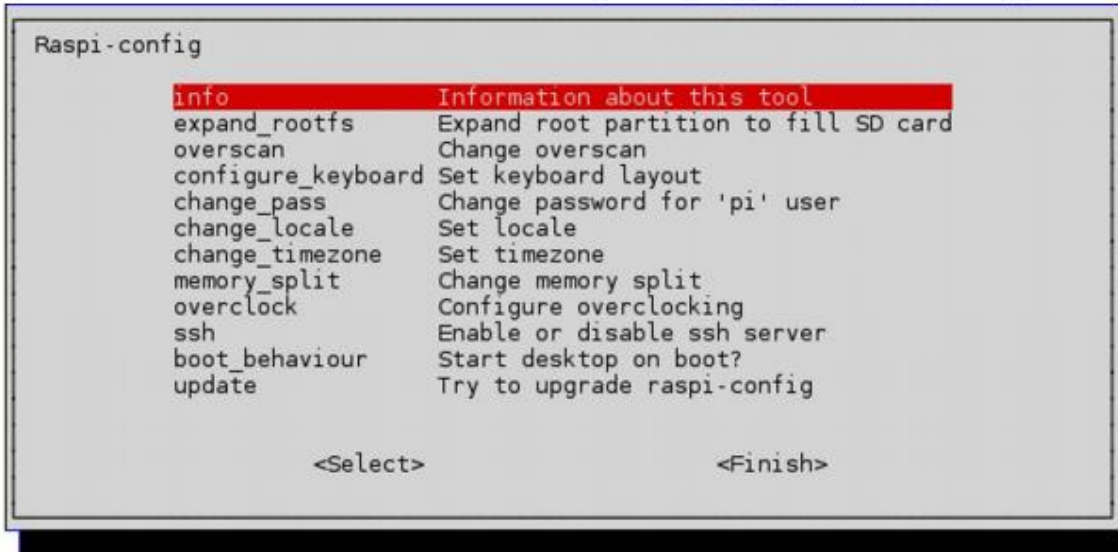 Raspi-config
info Information about this tool
expand_rootfs Expand root partition to fill SD card
overscan Change overscan
configure_keyboard Set keyboard layout
change_pass Change password for 'pi' user
change_locale Set locale
change_timezone Set timezone
memory_split Change memory split
overclock Configure overclocking
ssh Enable or disable ssh server
boot_behaviour Start desktop on boot?
update Try to upgrade raspi-config
<Select> <Finish>